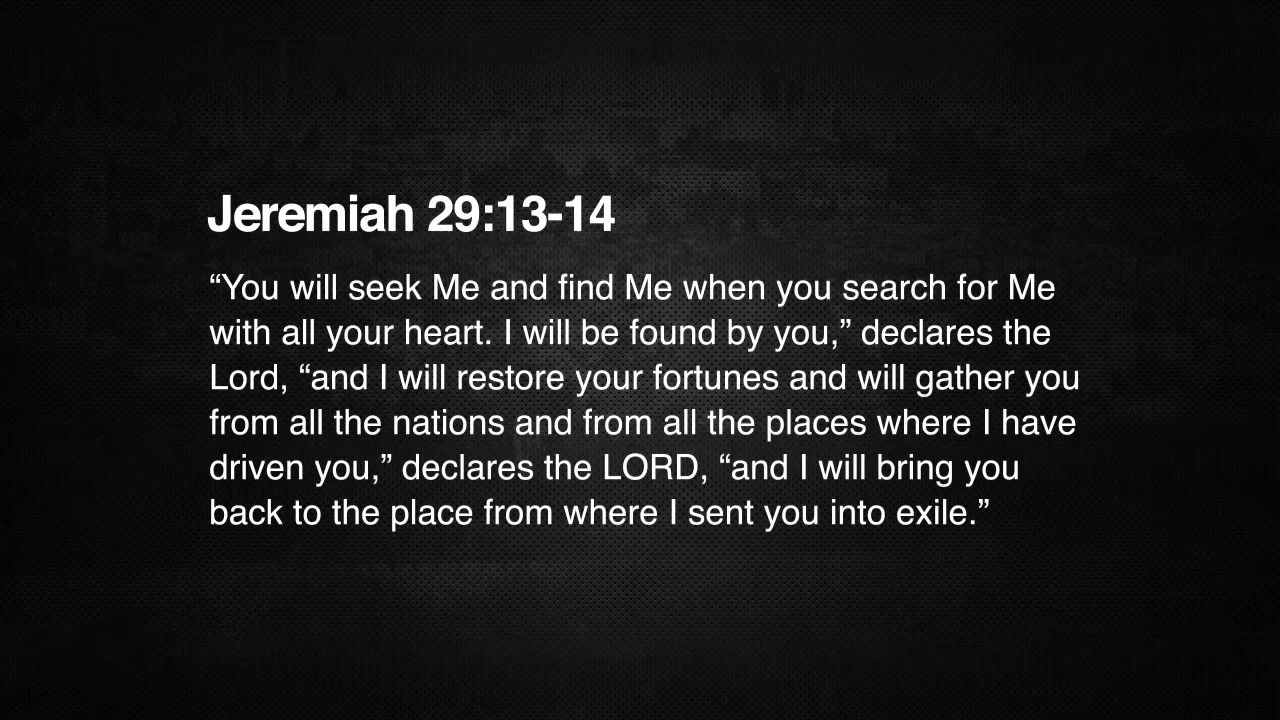 Jeremiah 29:13-14
“You will seek Me and find Me when you search for Me
with all your heart. I will be found by you,” declares the
Lord, “and I will restore your fortunes and will gather you
from all the nations and from all the places where I have
driven you,” declares the LORD, “and I will bring you
back to the place from where I sent you into exile.”